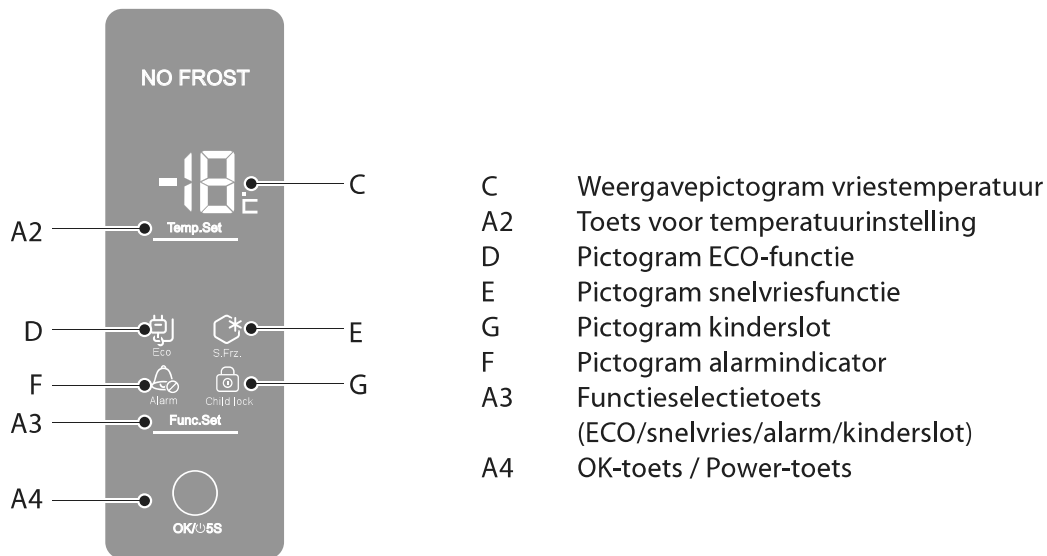 NO FROST
-18°C
C
A2
Temp.Set
D
Eco
S.Frz.
E
F
Alarm
Child lock
G
A3
Func.Set
A4
OK/⏻5S
C Weergavepictogram vriestemperatuur
A2 Toets voor temperatuurinstelling
D Pictogram ECO-functie
E Pictogram snelvriesfunctie
G Pictogram kinderslot
F Pictogram alarmindicator
A3 Functieselectietoets
(ECO/snelvries/alarm/kinderslot)
A4 OK-toets / Power-toets